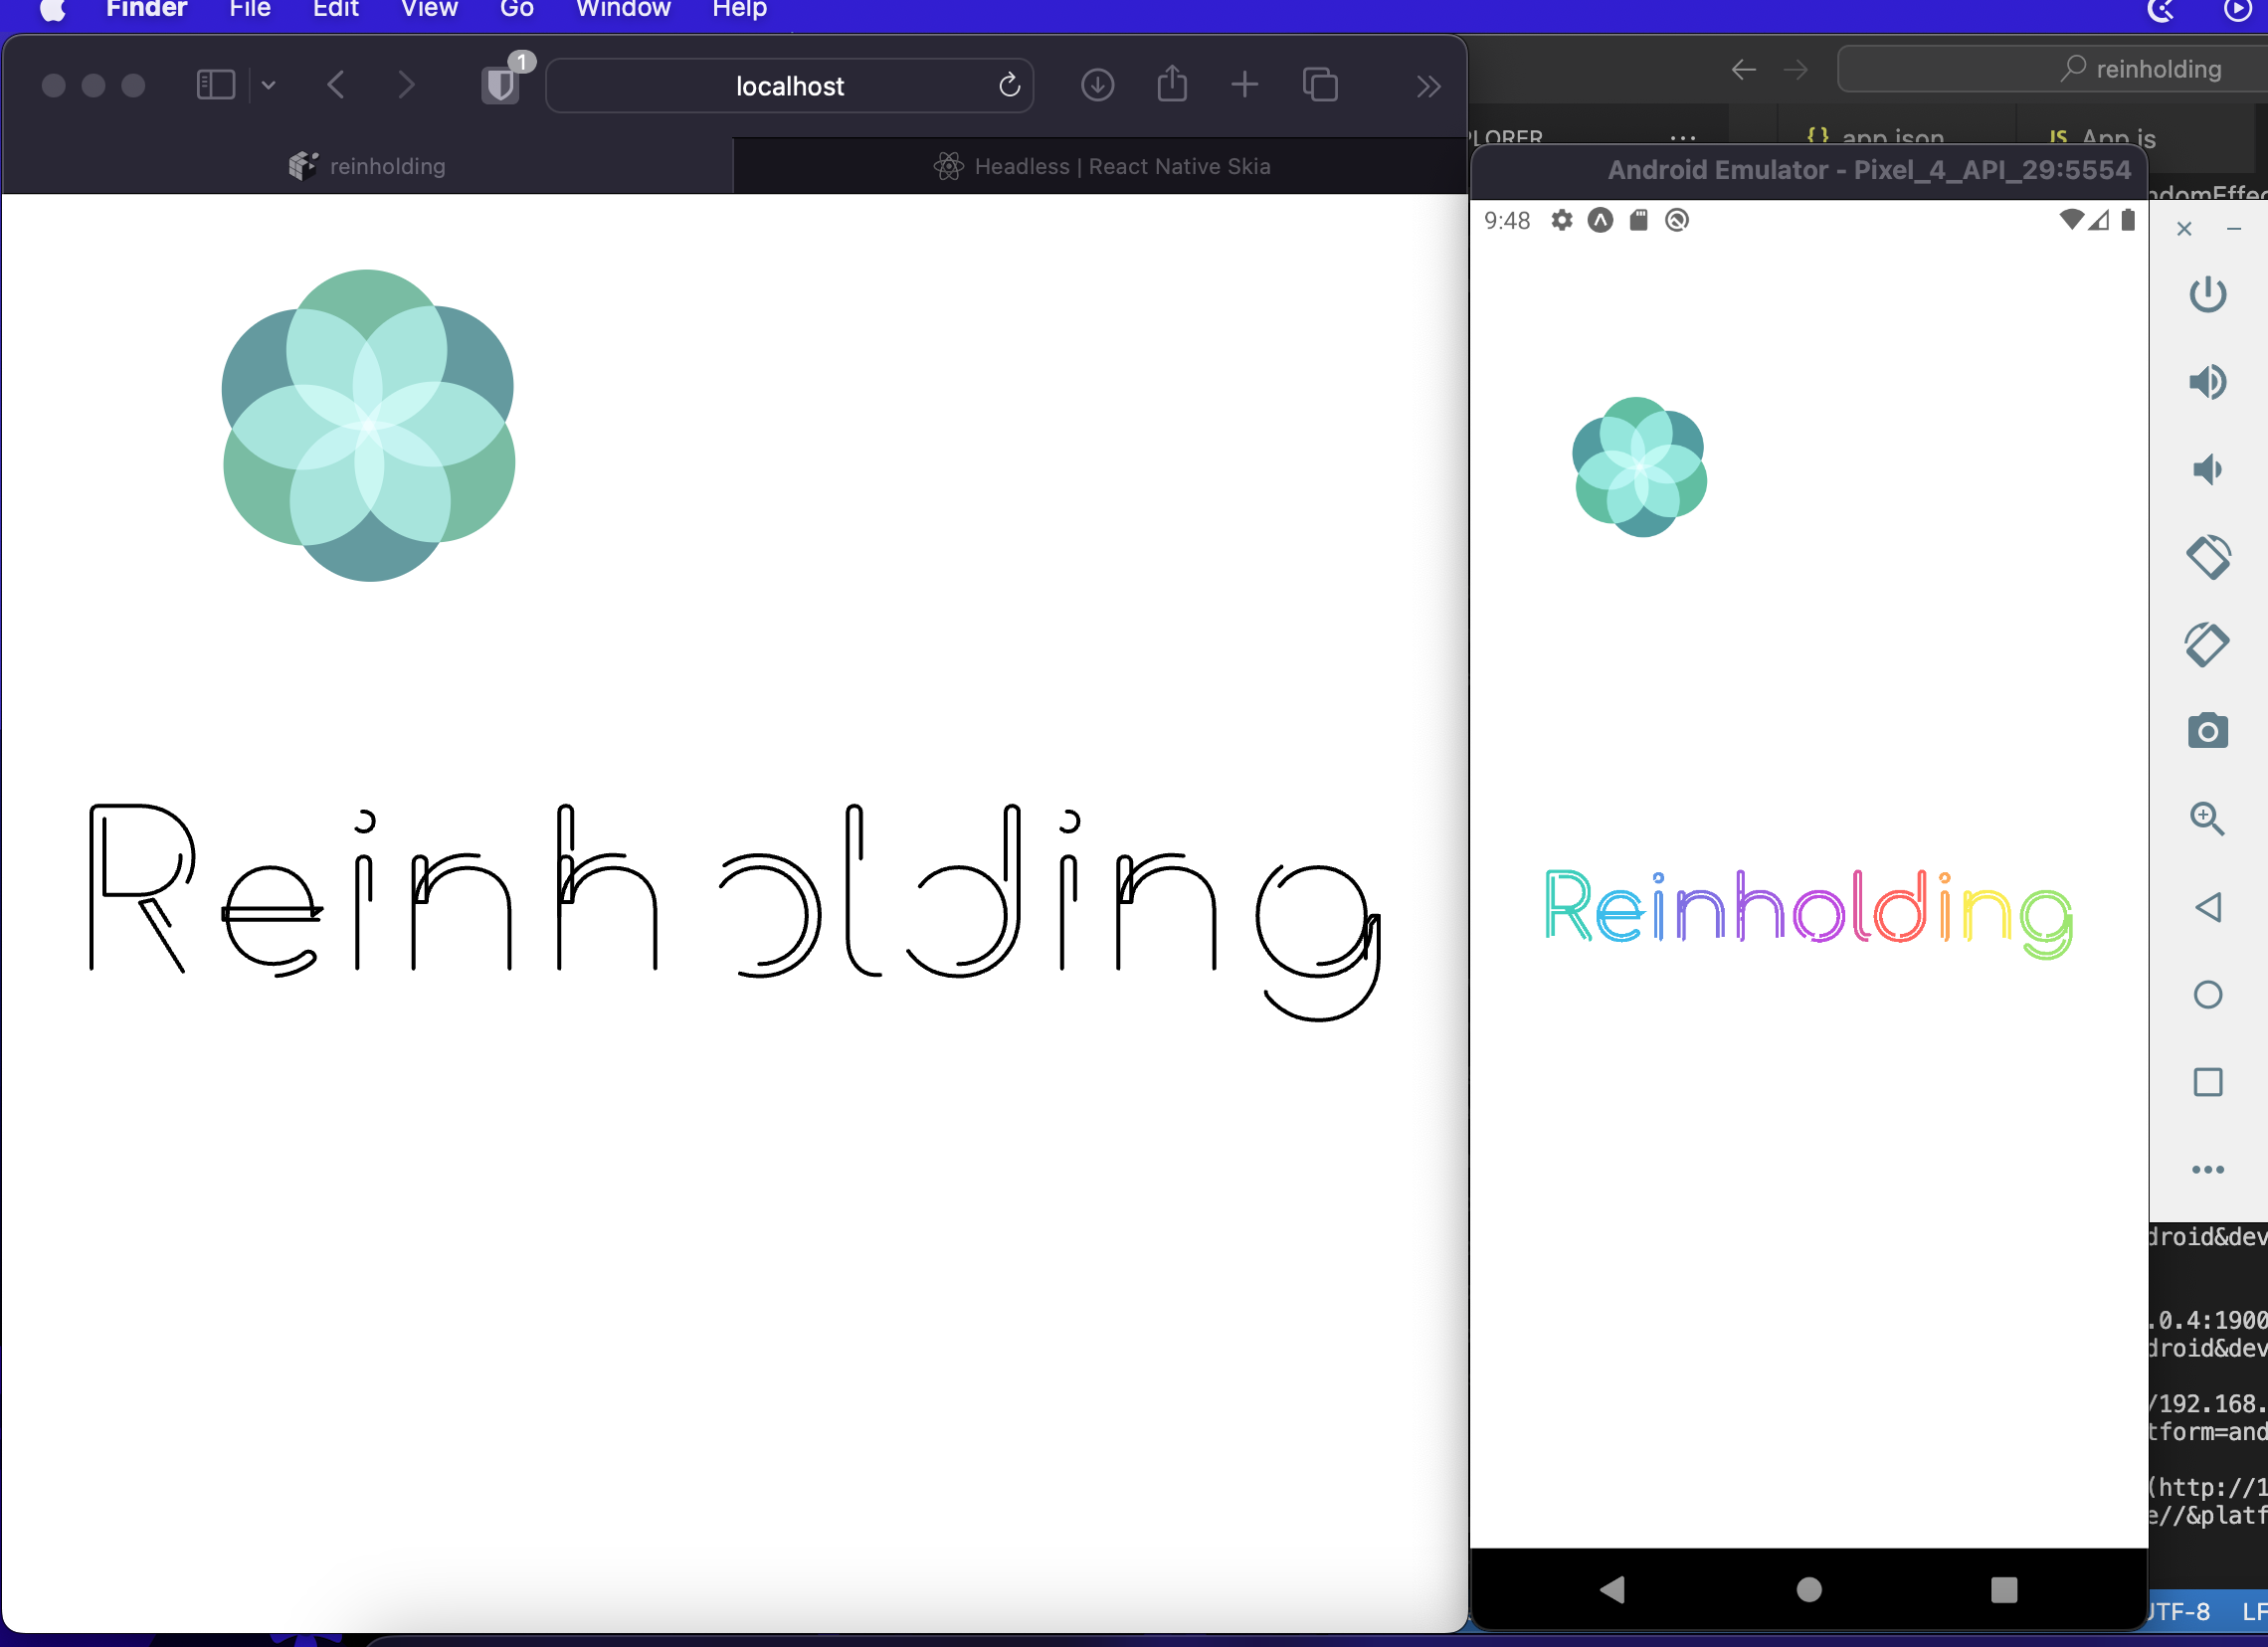 Finder File Edit View Go Window Help
1
localhost
reinholding
reinholding
Headless | React Native Skia
Reinholding
PLORER ...
{} app.json
JS App.js
ndomEffec
Android Emulator - Pixel_4_API_29:5554
9:48
Reinholding
droid&dev
.0.4:1900
droid&dev
/192.168.
tform=and
(http://1
e//&platf
UTF-8 LF